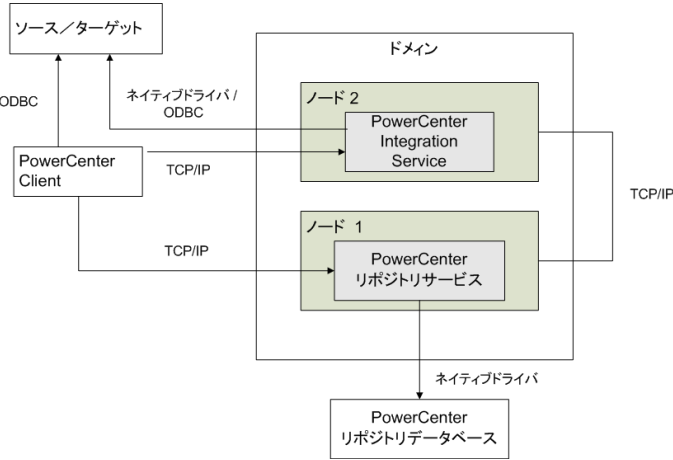 ソース／ターゲット
ドメイン
ODBC
ネイティブドライバ /
ODBC
ノード 2
PowerCenter
Integration
Service
PowerCenter
Client
TCP/IP
TCP/IP
ノード 1
TCP/IP
PowerCenter
リポジトリサービス
ネイティブドライバ
PowerCenter
リポジトリデータベース